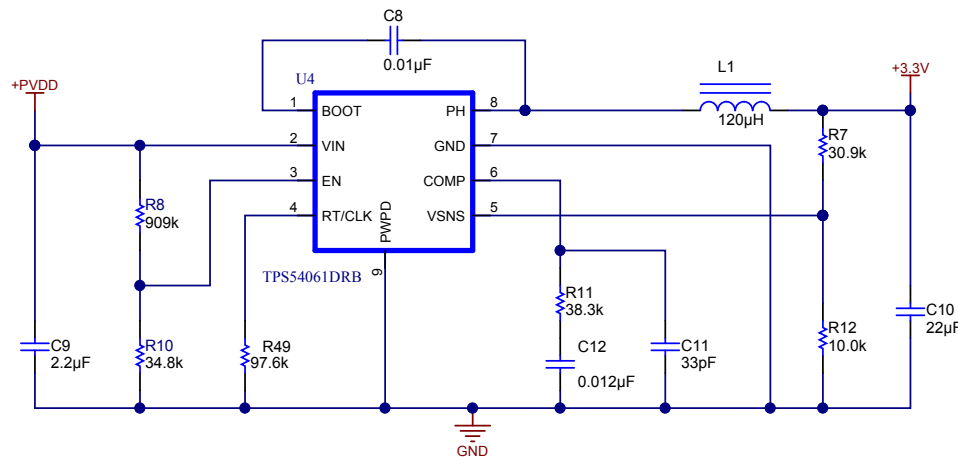 C8
0.01µF
+PVDD
U4
+3.3V
L1
1
BOOT
PH
8
120µH
2
VIN
GND
7
R7
30.9k
3
EN
COMP
6
R8
909k
4
RT/CLK
PWPD
VSNS
5
9
TPS54061DRB
R11
38.3k
C10
22µF
C9
2.2µF
R10
34.8k
R49
97.6k
C12
0.012µF
C11
33pF
R12
10.0k
GND